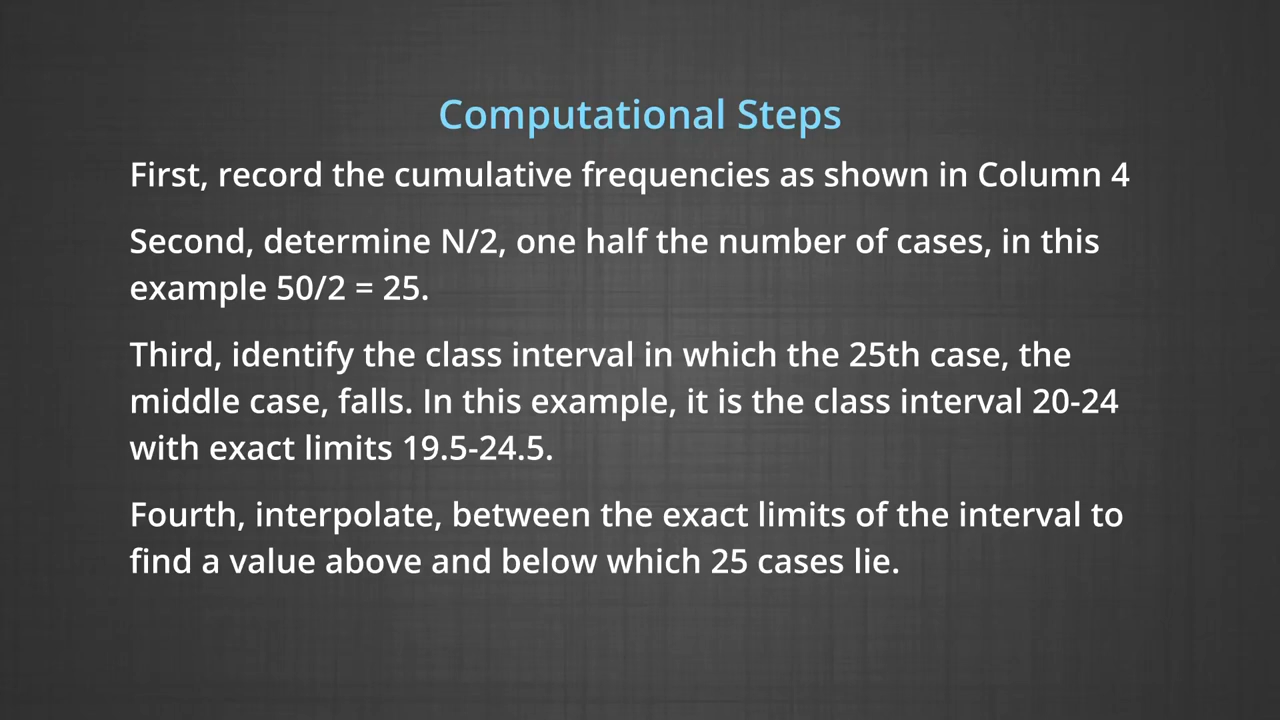 Computational Steps
First, record the cumulative frequencies as shown in Column 4
Second, determine N/2, one half the number of cases, in this
example 50/2 = 25.
Third, identify the class interval in which the 25th case, the
middle case, falls. In this example, it is the class interval 20-24
with exact limits 19.5-24.5.
Fourth, interpolate, between the exact limits of the interval to
find a value above and below which 25 cases lie.